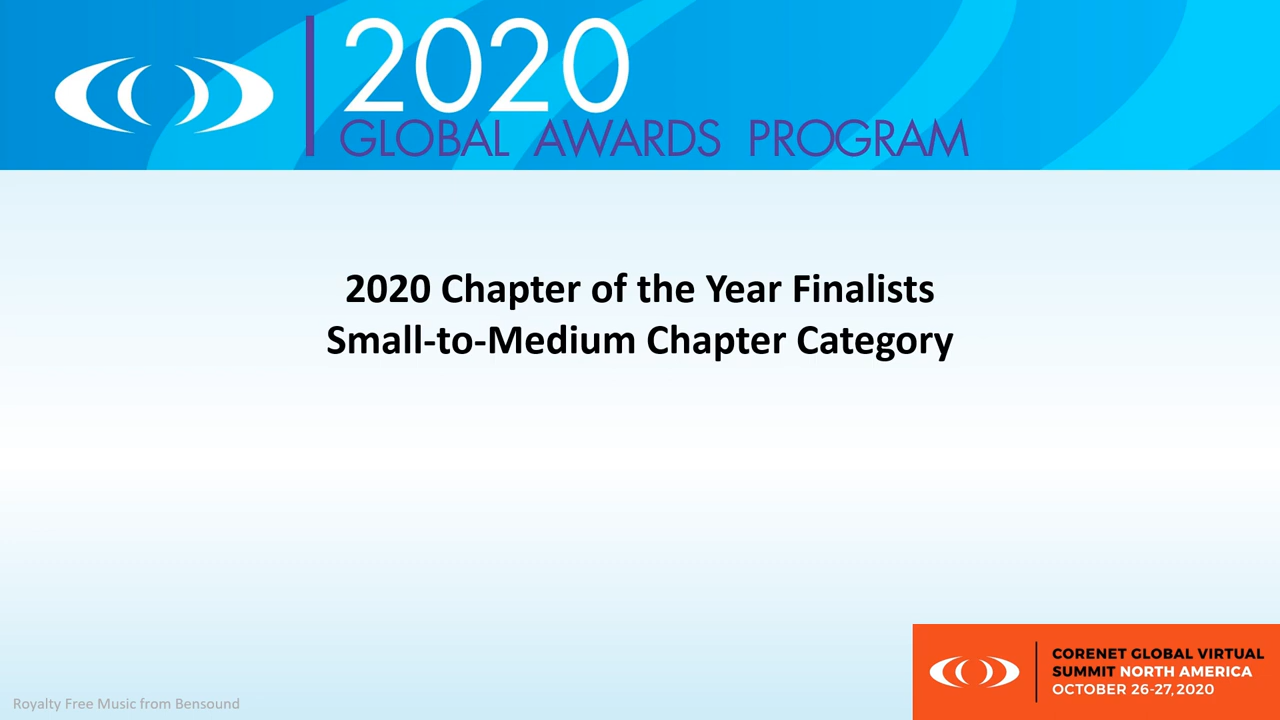 2020
GLOBAL AWARDS PROGRAM
2020 Chapter of the Year Finalists
Small-to-Medium Chapter Category
CORENET GLOBAL VIRTUAL
SUMMIT NORTH AMERICA
OCTOBER 26-27, 2020
Royalty Free Music from Bensound